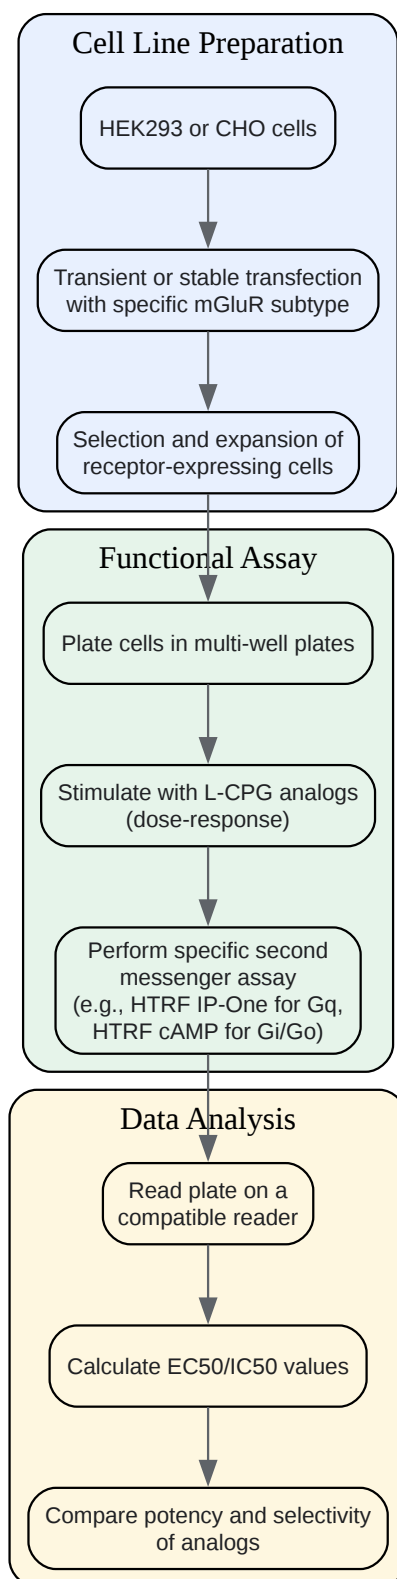 Cell Line Preparation
HEK293 or CHO cells
Transient or stable transfection
with specific mGluR subtype
Selection and expansion of
receptor-expressing cells
Functional Assay
Plate cells in multi-well plates
Stimulate with L-CPG analogs
(dose-response)
Perform specific second
messenger assay
(e.g., HTRF IP-One for Gq,
HTRF cAMP for Gi/Go)
Data Analysis
Read plate on a
compatible reader
Calculate EC50/IC50 values
Compare potency and selectivity
of analogs